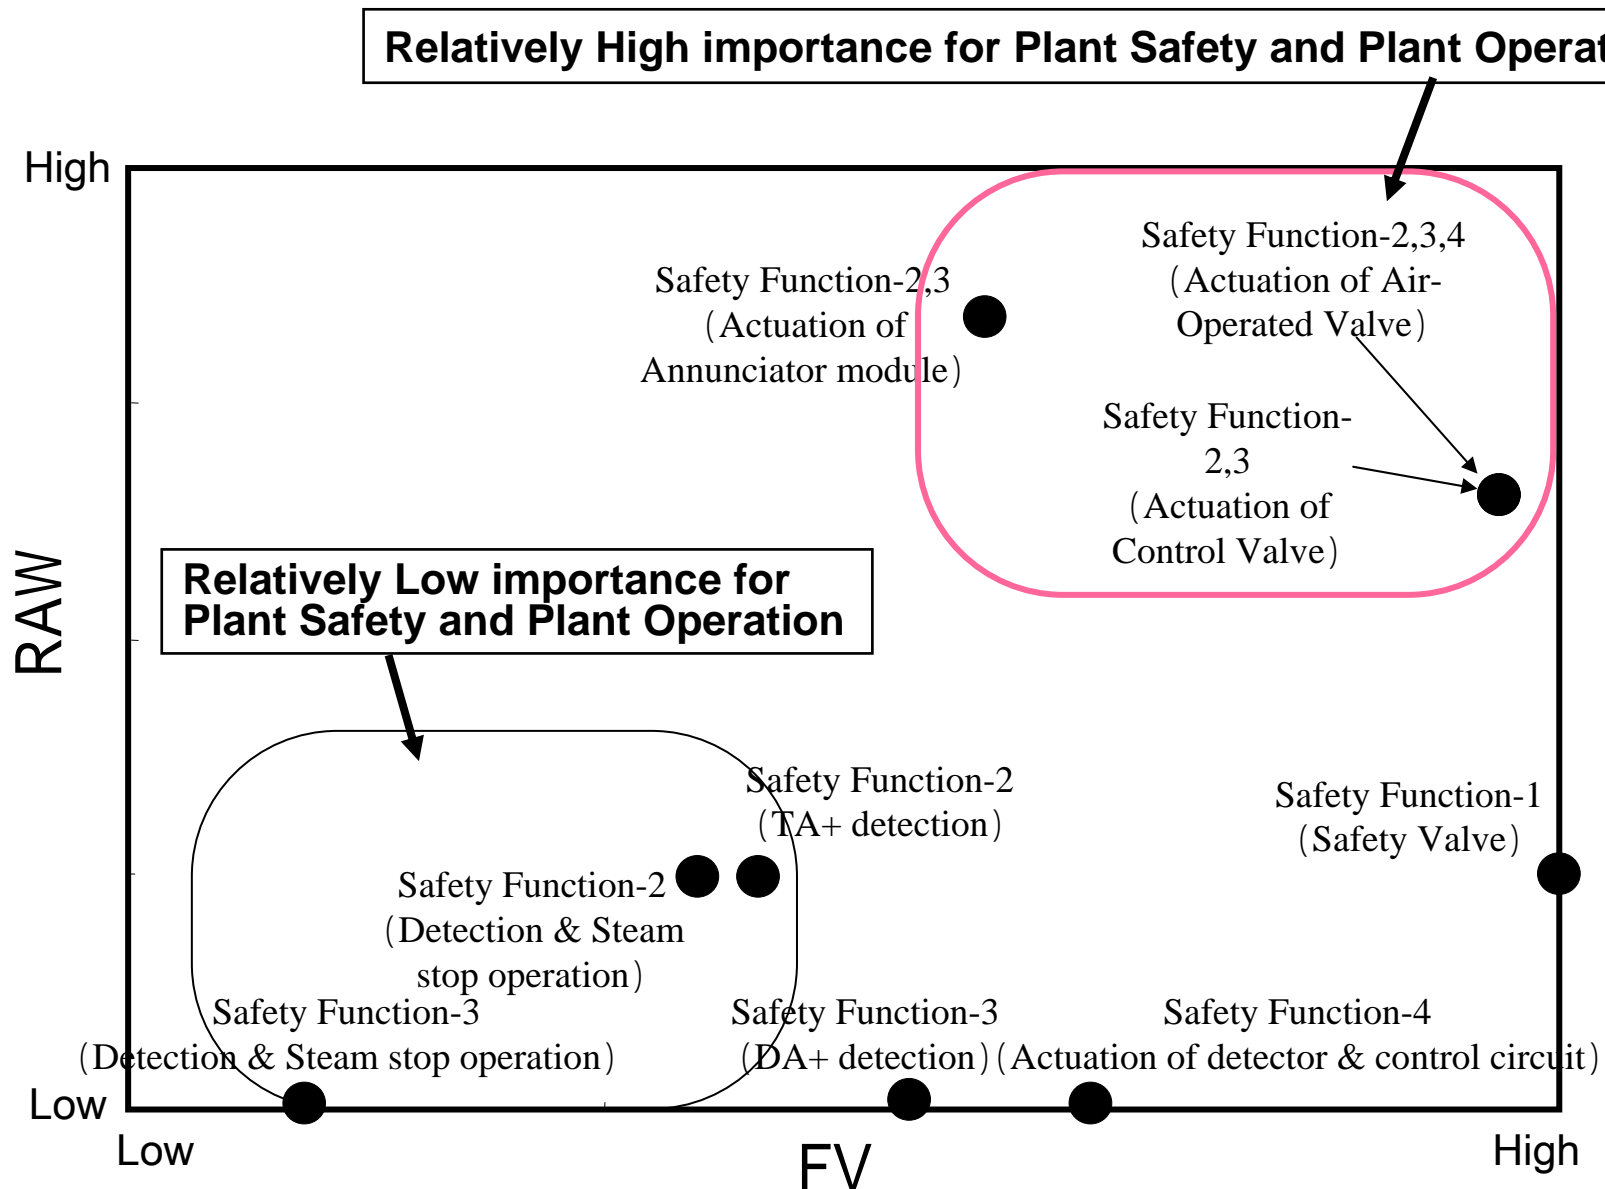 Relatively High importance for Plant Safety and Plant Operat
High
Safety Function-2,3,4
(Actuation of Air-
Operated Valve)
Safety Function-2,3
(Actuation of
Annunciator module)
Safety Function-
2,3
(Actuation of
Control Valve)
RAW
Relatively Low importance for
Plant Safety and Plant Operation
Safety Function-2
(TA+ detection)
Safety Function-1
(Safety Valve)
Safety Function-2
(Detection & Steam
stop operation)
Safety Function-3
(Detection & Steam stop operation)
Safety Function-3
(DA+ detection)
Safety Function-4
(Actuation of detector & control circuit)
Low
Low
FV
High